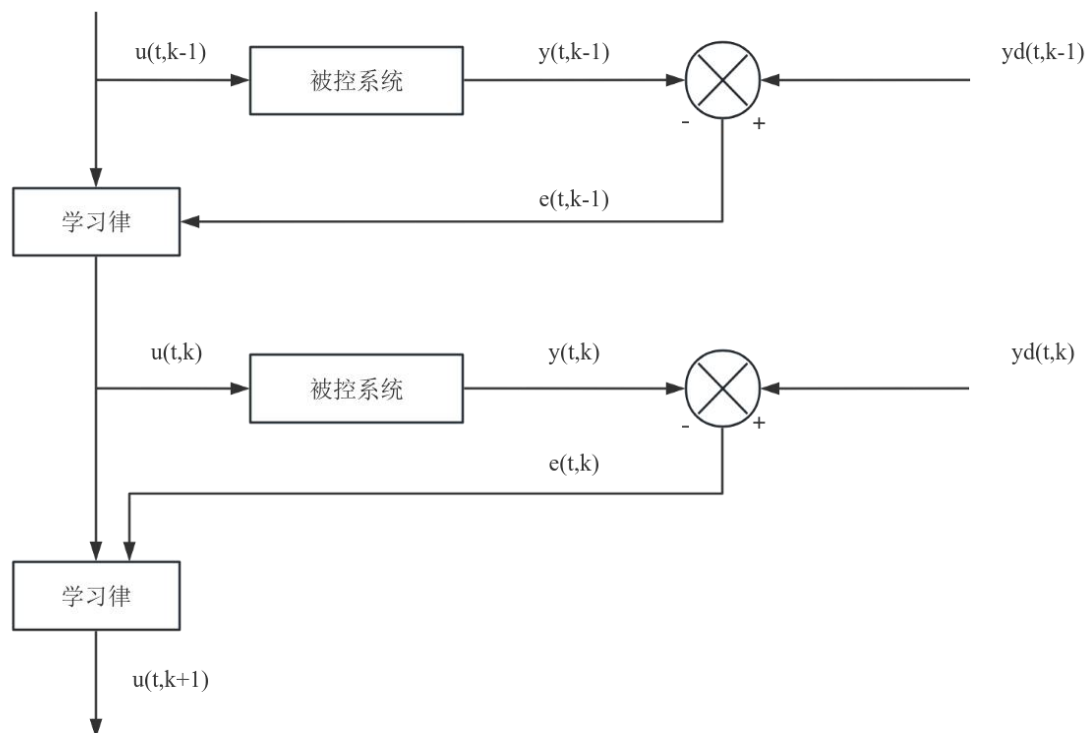 u(t,k-1)
y(t,k-1)
yd(t,k-1)
被控系统
-
+
e(t,k-1)
学习律
u(t,k)
y(t,k)
yd(t,k)
被控系统
-
+
e(t,k)
学习律
u(t,k+1)